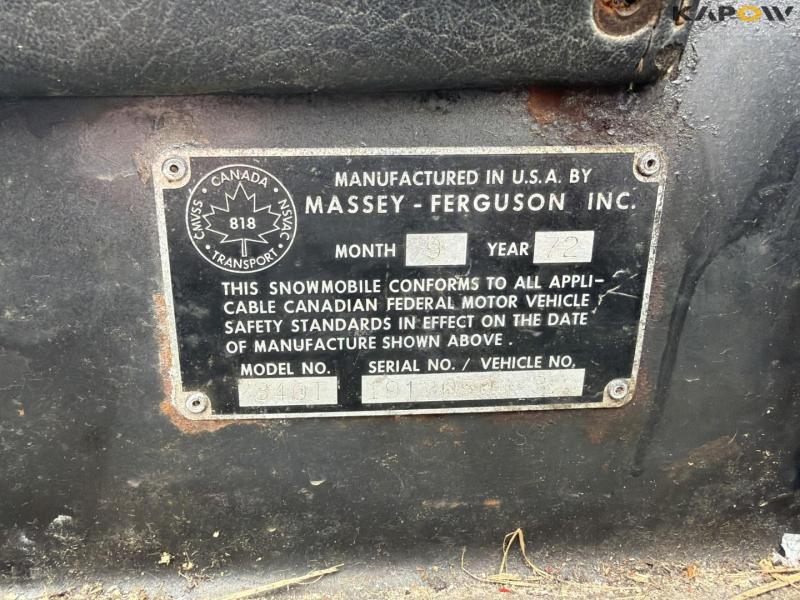 KAPOW
CANADA
CMVSS
NSVAC
818
TRANSPORT
MANUFACTURED IN U.S.A. BY
MASSEY - FERGUSON INC.
MONTH 9 YEAR 72
THIS SNOWMOBILE CONFORMS TO ALL APPLI-
CABLE CANADIAN FEDERAL MOTOR VEHICLE
SAFETY STANDARDS IN EFFECT ON THE DATE
OF MANUFACTURE SHOWN ABOVE .
MODEL NO. SERIAL NO. / VEHICLE NO.